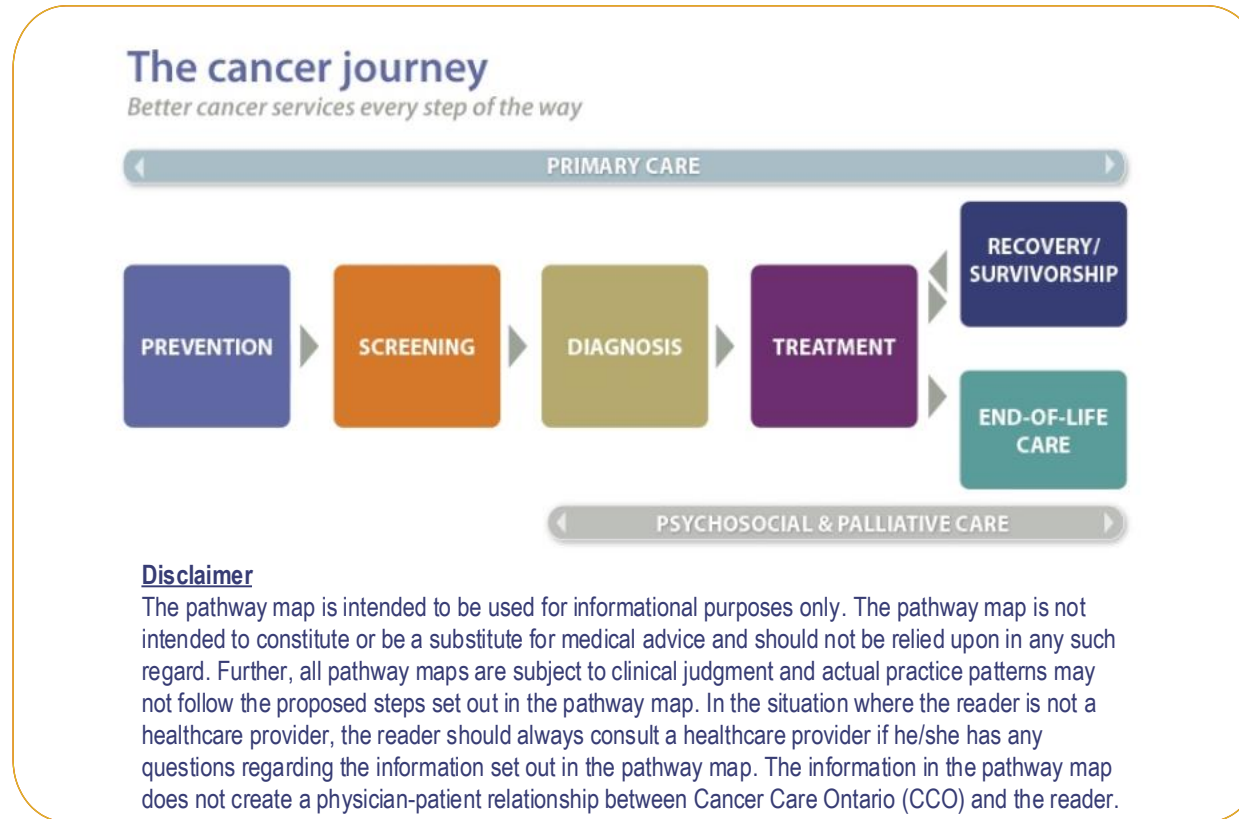 The cancer journey
Better cancer services every step of the way
PRIMARY CARE
PREVENTION
SCREENING
DIAGNOSIS
TREATMENT
RECOVERY/
SURVIVORSHIP
END-OF-LIFE
CARE
PSYCHOSOCIAL & PALLIATIVE CARE
Disclaimer
The pathway map is intended to be used for informational purposes only. The pathway map is not
intended to constitute or be a substitute for medical advice and should not be relied upon in any such
regard. Further, all pathway maps are subject to clinical judgment and actual practice patterns may
not follow the proposed steps set out in the pathway map. In the situation where the reader is not a
healthcare provider, the reader should always consult a healthcare provider if he/she has any
questions regarding the information set out in the pathway map. The information in the pathway map
does not create a physician-patient relationship between Cancer Care Ontario (CCO) and the reader.